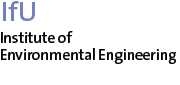 IfU
Institute of
Environmental Engineering